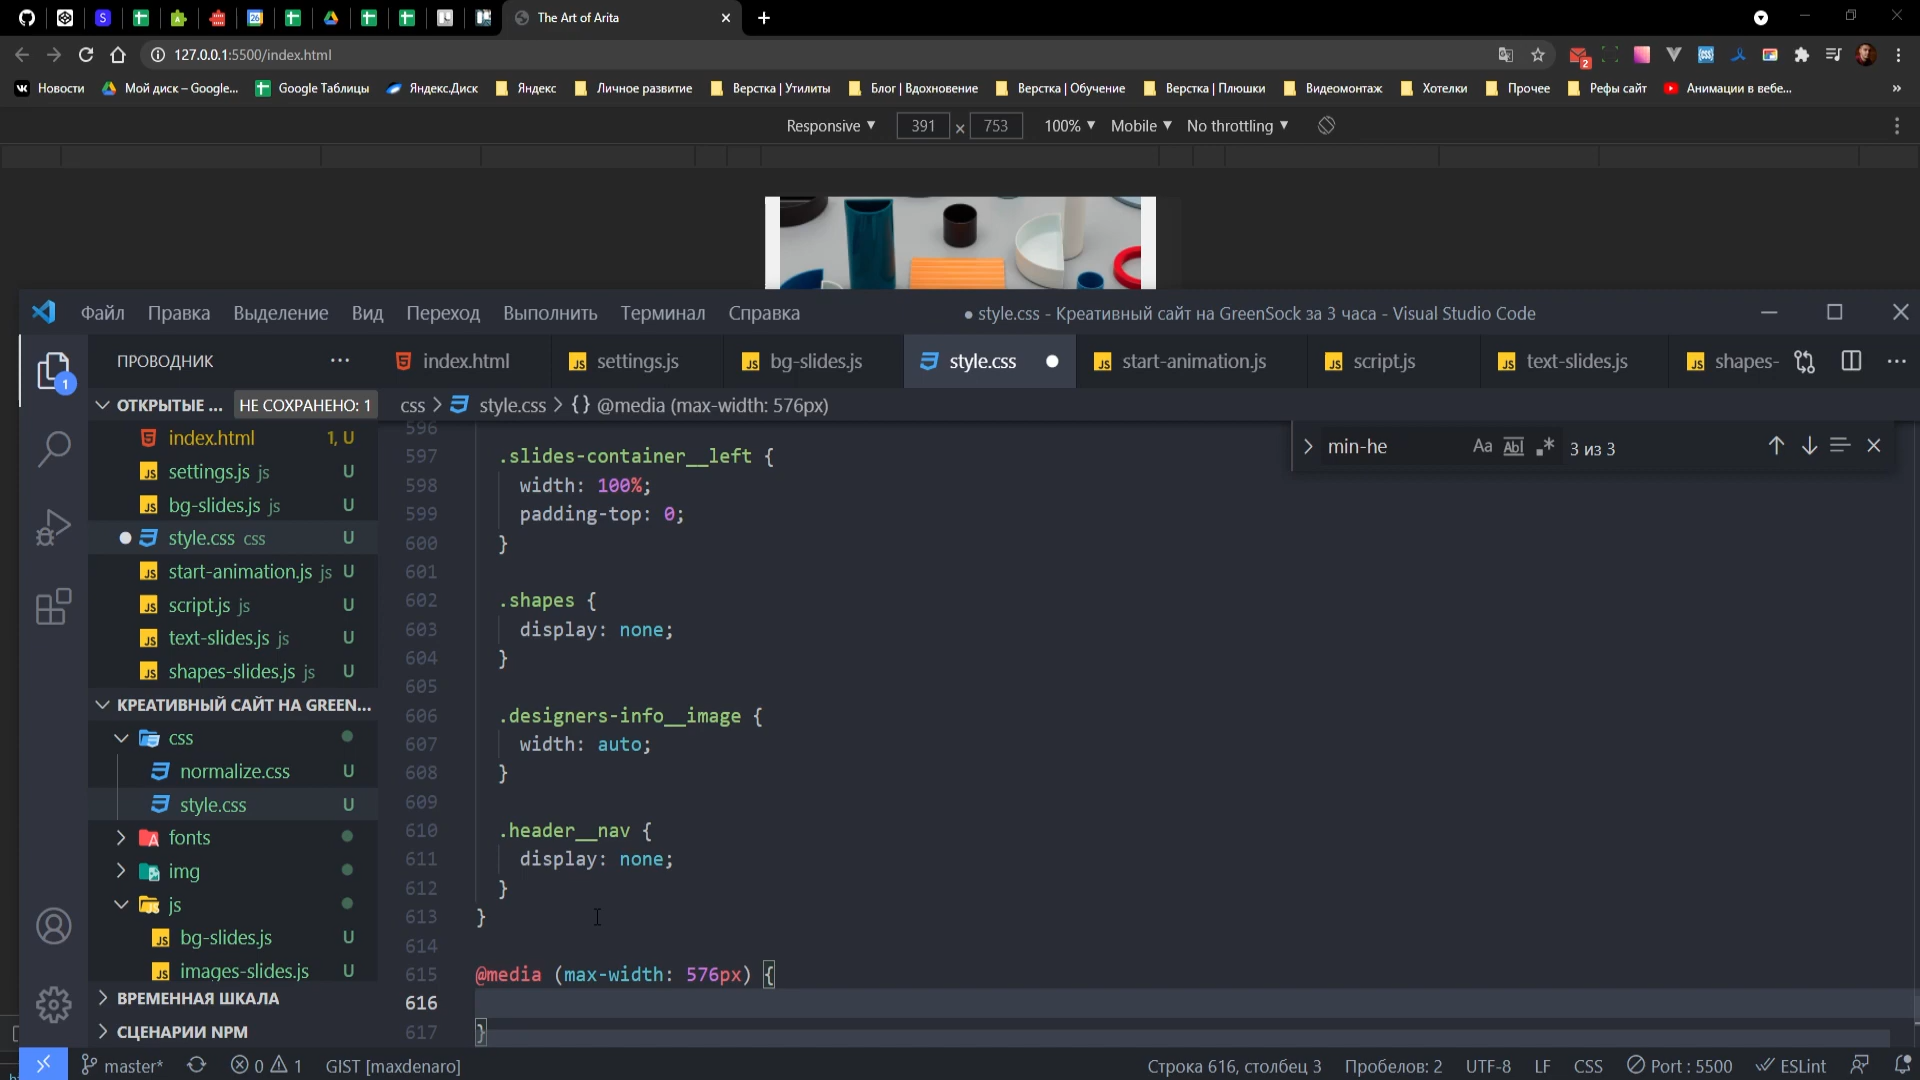 The Art of Arita
127.0.0.1:5500/index.html
2
Новости
Мой диск – Google...
Google Таблицы
Яндекс.Диск
Яндекс
Личное развитие
Верстка | Утилиты
Блог | Вдохновение
Верстка | Обучение
Верстка | Плюшки
Видеомонтаж
Хотелки
Прочее
Рефы сайт
Анимации в вебе...
»
Responsive
391
×
753
100%
Mobile
No throttling
Файл
Правка
Выделение
Вид
Переход
Выполнить
Терминал
Справка
● style.css - Креативный сайт на GreenSock за 3 часа - Visual Studio Code
ПРОВОДНИК
index.html
settings.js
bg-slides.js
style.css
start-animation.js
script.js
text-slides.js
shapes-
1
ОТКРЫТЫЕ ...
НЕ СОХРАНЕНО: 1
css > style.css > {} @media (max-width: 576px)
min-he
3 из 3
index.html 1, U
settings.js js U
bg-slides.js js U
style.css css U
start-animation.js js U
script.js js U
text-slides.js js U
shapes-slides.js js U
КРЕАТИВНЫЙ САЙТ НА GREEN...
css
normalize.css U
style.css U
fonts
img
js
bg-slides.js U
images-slides.js U
ВРЕМЕННАЯ ШКАЛА
СЦЕНАРИИ NPM
596
597 .slides-container__left {
598 width: 100%;
599 padding-top: 0;
600 }
601
602 .shapes {
603 display: none;
604 }
605
606 .designers-info__image {
607 width: auto;
608 }
609
610 .header__nav {
611 display: none;
612 }
613 }
614
615 @media (max-width: 576px) {
616
617 }
master*
0
1
GIST [maxdenaro]
Строка 616, столбец 3
Пробелов: 2
UTF-8
LF
CSS
Port : 5500
ESLint